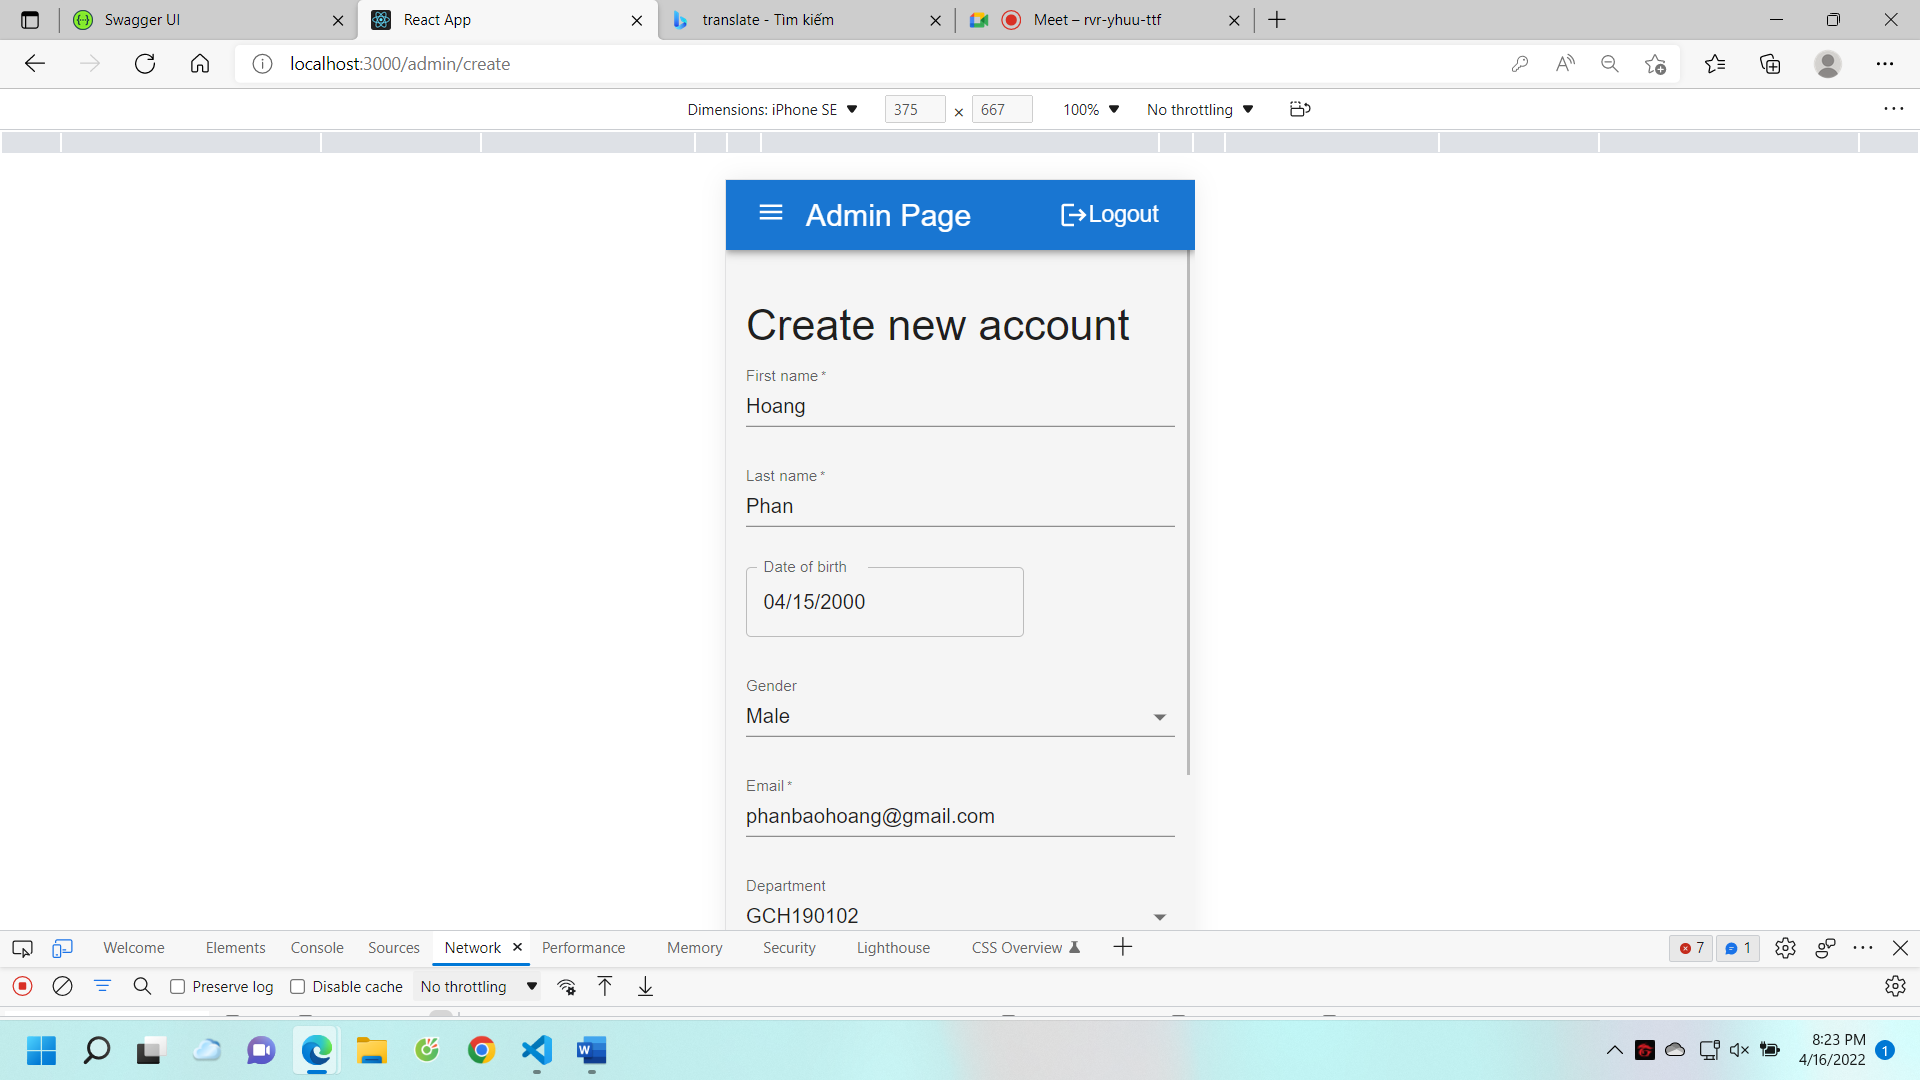 Swagger UI
React App
translate - Tìm kiếm
Meet – rvr-yhuu-ttf
localhost:3000/admin/create
Dimensions: iPhone SE
375 × 667
100%
No throttling
Admin Page
Logout
Create new account
First name *
Hoang
Last name *
Phan
Date of birth
04/15/2000
Gender
Male
Email *
phanbaohoang@gmail.com
Department
GCH190102
Welcome Elements Console Sources Network Performance Memory Security Lighthouse CSS Overview
7 1
Preserve log Disable cache No throttling
8:23 PM
4/16/2022
1